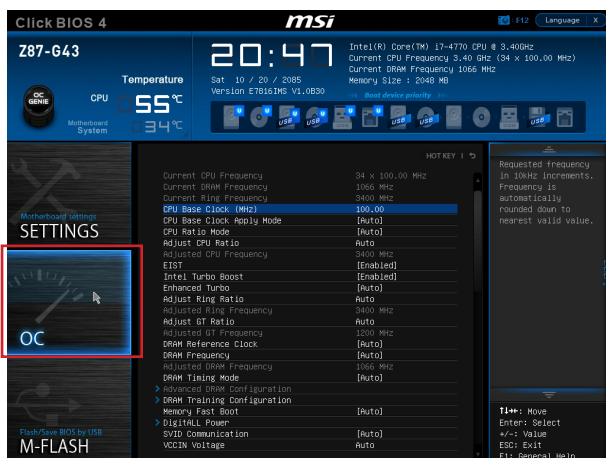 Click BIOS 4
msi
F12
Language
X
Z87-G43
20:47
Intel(R) Core(TM) i7-4770 CPU @ 3.40GHz
Current CPU Frequency 3.40 GHz (34 x 100.00 MHz)
Current DRAM Frequency 1066 MHz
Memory Size : 2048 MB
Temperature
Sat 10 / 20 / 2085
Version E7816IMS V1.0B30
Boot device priority
OC GENIE
CPU
55°C
Motherboard
System
34°C
USB
USB
USB
USB
HOT KEY
Current CPU Frequency 34 x 100.00 MHz
Current DRAM Frequency 1066 MHz
Current Ring Frequency 3400 MHz
CPU Base Clock (MHz) 100.00
CPU Base Clock Apply Mode [Auto]
CPU Ratio Mode [Auto]
Adjust CPU Ratio Auto
Adjusted CPU Frequency 3400 MHz
EIST [Enabled]
Intel Turbo Boost [Enabled]
Enhanced Turbo [Auto]
Adjust Ring Ratio Auto
Adjusted Ring Frequency 3400 MHz
Adjust GT Ratio Auto
Adjusted GT Frequency 1200 MHz
DRAM Reference Clock [Auto]
DRAM Frequency [Auto]
Adjusted DRAM Frequency 1066 MHz
DRAM Timing Mode [Auto]
> Advanced DRAM Configuration
> DRAM Training Configuration
Memory Fast Boot [Auto]
> DigitALL Power
SVID Communication [Auto]
VCCIN Voltage Auto
Motherboard settings
SETTINGS
OC
Flash/Save BIOS by USB
M-FLASH
Requested frequency
in 10kHz increments.
Frequency is
automatically
rounded down to
nearest valid value.
↑↓←→: Move
Enter: Select
+/-: Value
ESC: Exit
F1: General Help